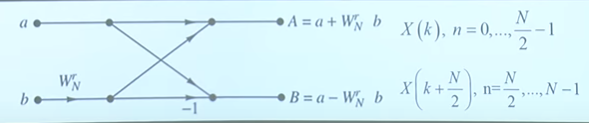 a A = a + W_N^r b X(k), n = 0,..., N/2 −1
W_N^r
b −1 B = a − W_N^r b X(k + N/2), n= N/2,..., N −1